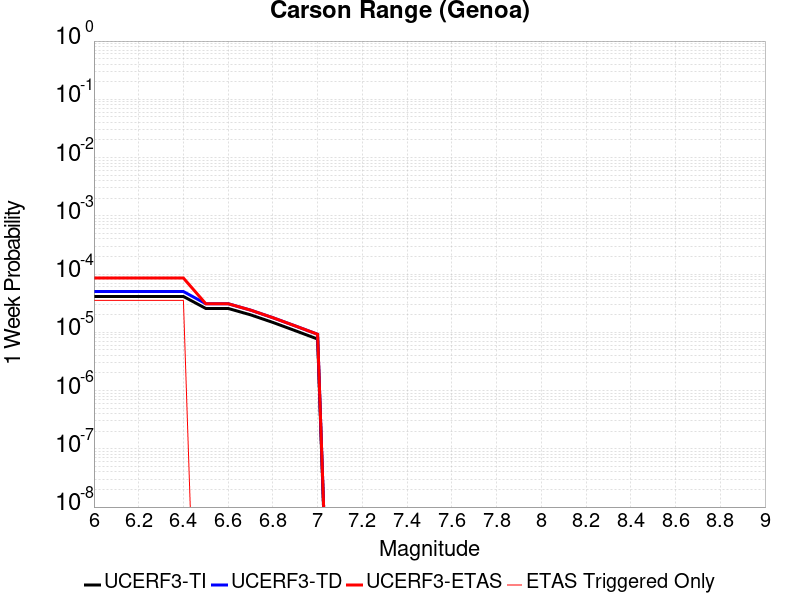 Carson Range (Genoa)
10^0
10^-1
10^-2
10^-3
10^-4
10^-5
10^-6
10^-7
10^-8
1 Week Probability
6 6.2 6.4 6.6 6.8 7 7.2 7.4 7.6 7.8 8 8.2 8.4 8.6 8.8 9
Magnitude
UCERF3-TI UCERF3-TD UCERF3-ETAS ETAS Triggered Only